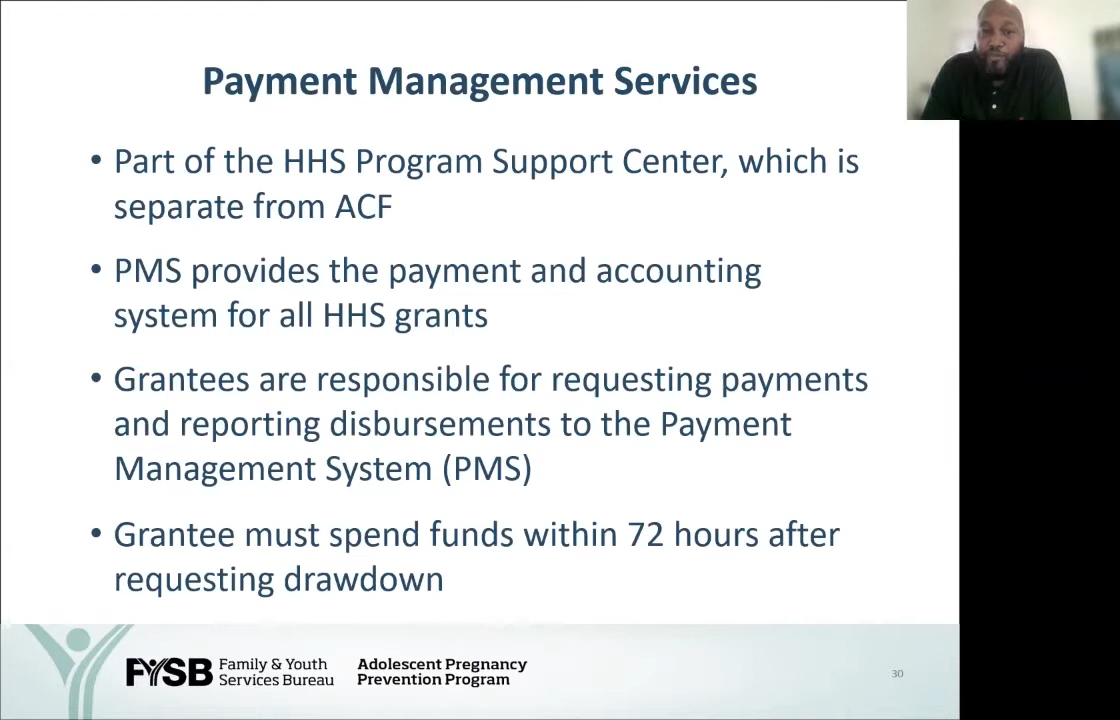 Payment Management Services
• Part of the HHS Program Support Center, which is
separate from ACF
• PMS provides the payment and accounting
system for all HHS grants
• Grantees are responsible for requesting payments
and reporting disbursements to the Payment
Management System (PMS)
• Grantee must spend funds within 72 hours after
requesting drawdown
FYSB
Family & Youth
Services Bureau
Adolescent Pregnancy
Prevention Program
30